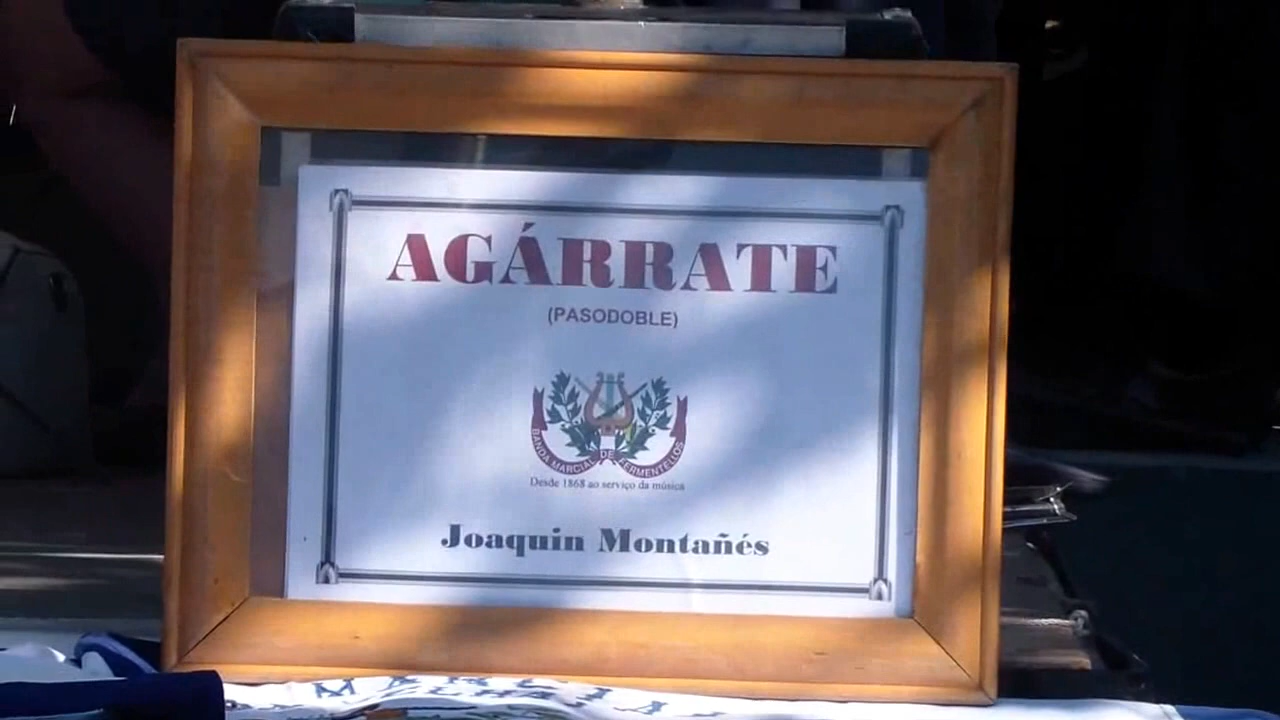 AGÁRRATE
(PASODOBLE)
BANDA MARCIAL DE FERMENTELOS
Desde 1868 ao serviço da música
Joaquin Montañés